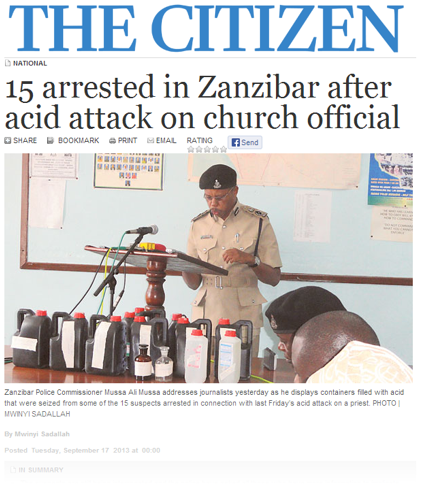 THE CITIZEN
NATIONAL
15 arrested in Zanzibar after
acid attack on church official
SHARE BOOKMARK PRINT EMAIL RATING Send
Zanzibar Police Commissioner Mussa Ali Mussa addresses journalists yesterday as he displays containers filled with acid
that were seized from some of the 15 suspects arrested in connection with last Friday's acid attack on a priest. PHOTO |
MWINYI SADALLAH
By Mwinyi Sadallah
Posted Tuesday, September 17 2013 at 00:00
IN SUMMARY